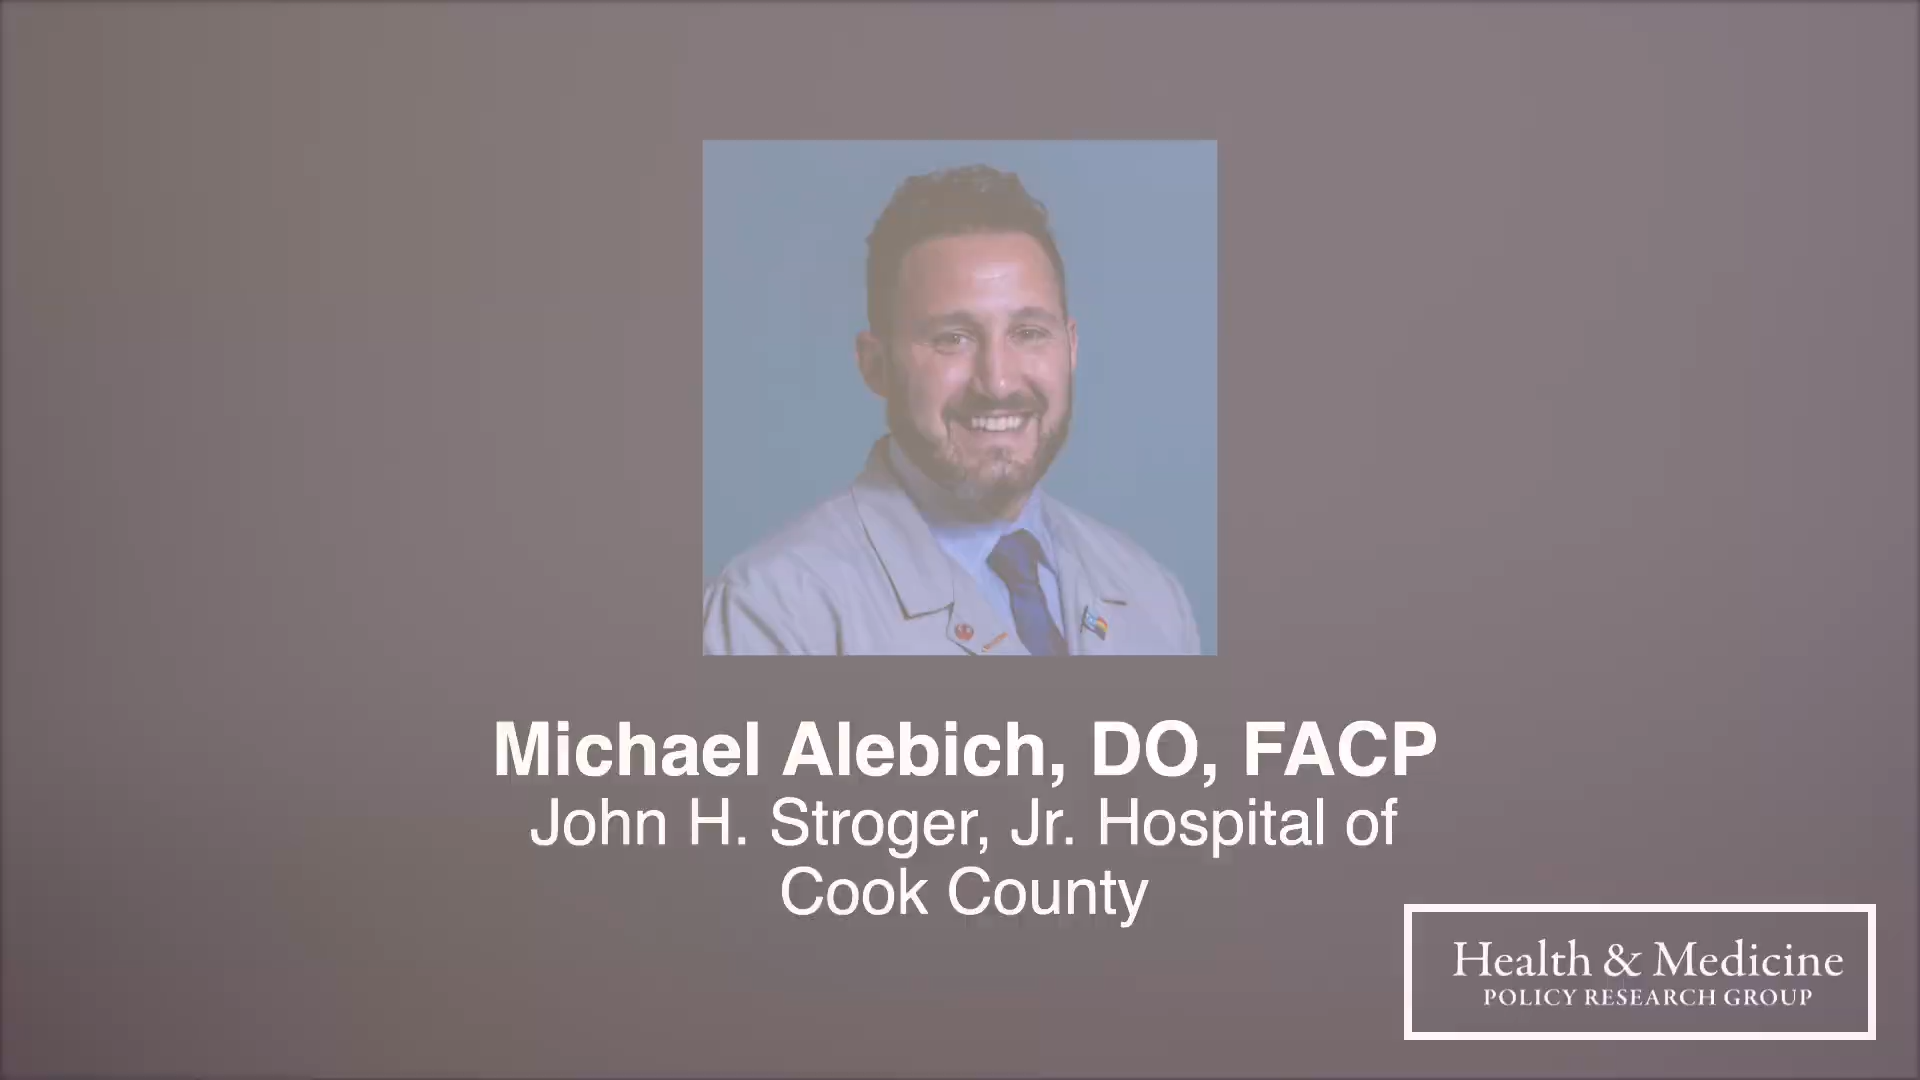 Michael Alebich, DO, FACP
John H. Stroger, Jr. Hospital of
Cook County
Health & Medicine
POLICY RESEARCH GROUP